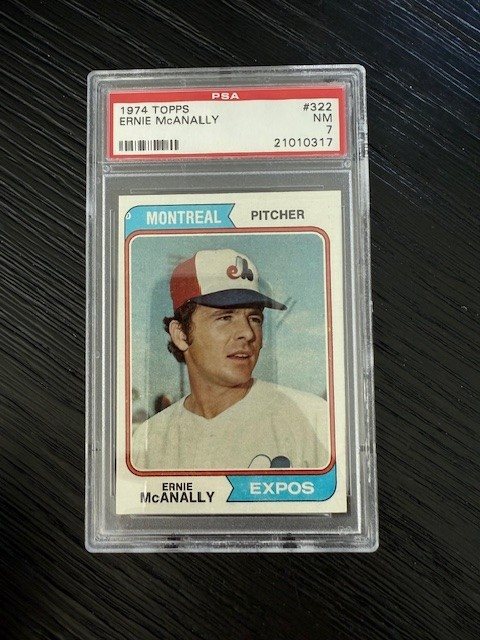 PSA
1974 TOPPS #322
ERNIE McANALLY NM
7
21010317
MONTREAL PITCHER
ERNIE
McANALLY
EXPOS